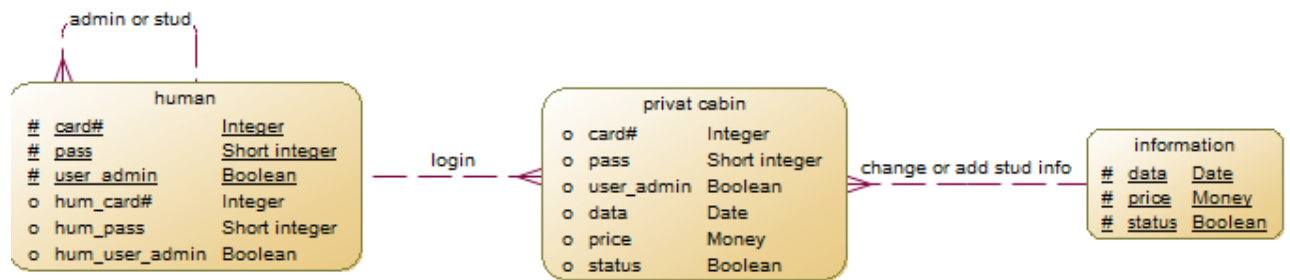 admin or stud
human
# card# Integer
# pass Short integer
# user_admin Boolean
o hum_card# Integer
o hum_pass Short integer
o hum_user_admin Boolean
login
privat cabin
o card# Integer
o pass Short integer
o user_admin Boolean
o data Date
o price Money
o status Boolean
change or add stud info
information
# data Date
# price Money
# status Boolean